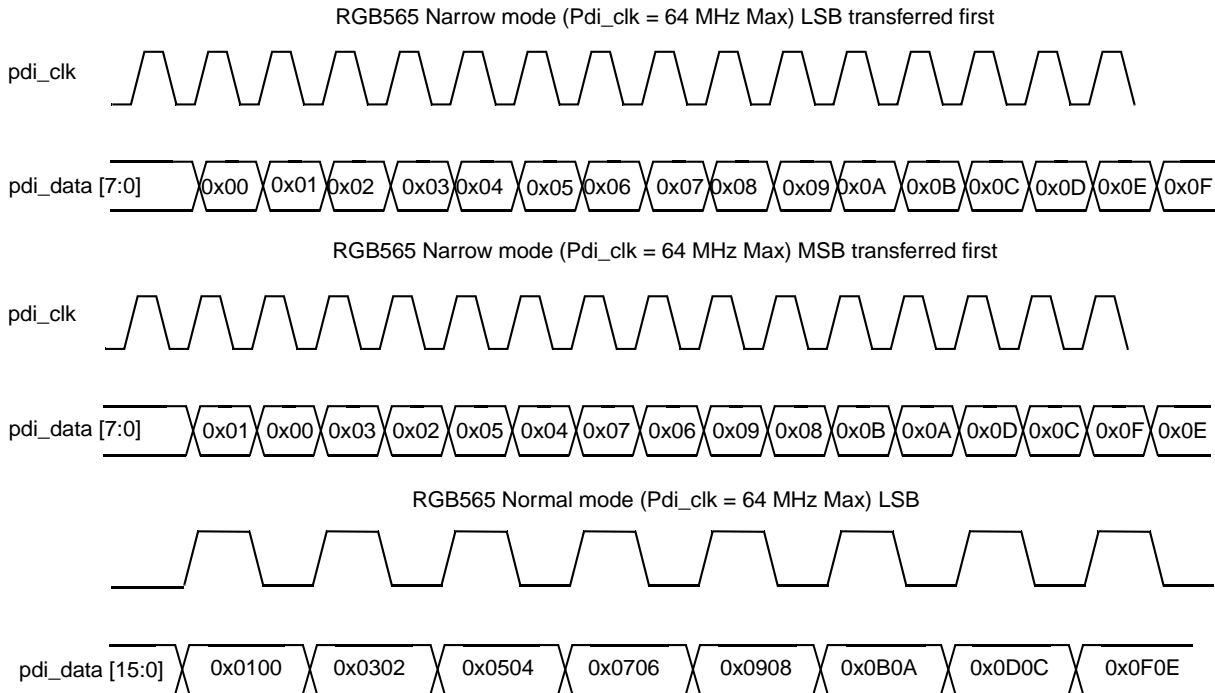 RGB565 Narrow mode (Pdi_clk = 64 MHz Max) LSB transferred first
pdi_clk
pdi_data [7:0] 0x00 0x01 0x02 0x03 0x04 0x05 0x06 0x07 0x08 0x09 0x0A 0x0B 0x0C 0x0D 0x0E 0x0F
RGB565 Narrow mode (Pdi_clk = 64 MHz Max) MSB transferred first
pdi_clk
pdi_data [7:0] 0x01 0x00 0x03 0x02 0x05 0x04 0x07 0x06 0x09 0x08 0x0B 0x0A 0x0D 0x0C 0x0F 0x0E
RGB565 Normal mode (Pdi_clk = 64 MHz Max) LSB
pdi_data [15:0] 0x0100 0x0302 0x0504 0x0706 0x0908 0x0B0A 0x0D0C 0x0F0E